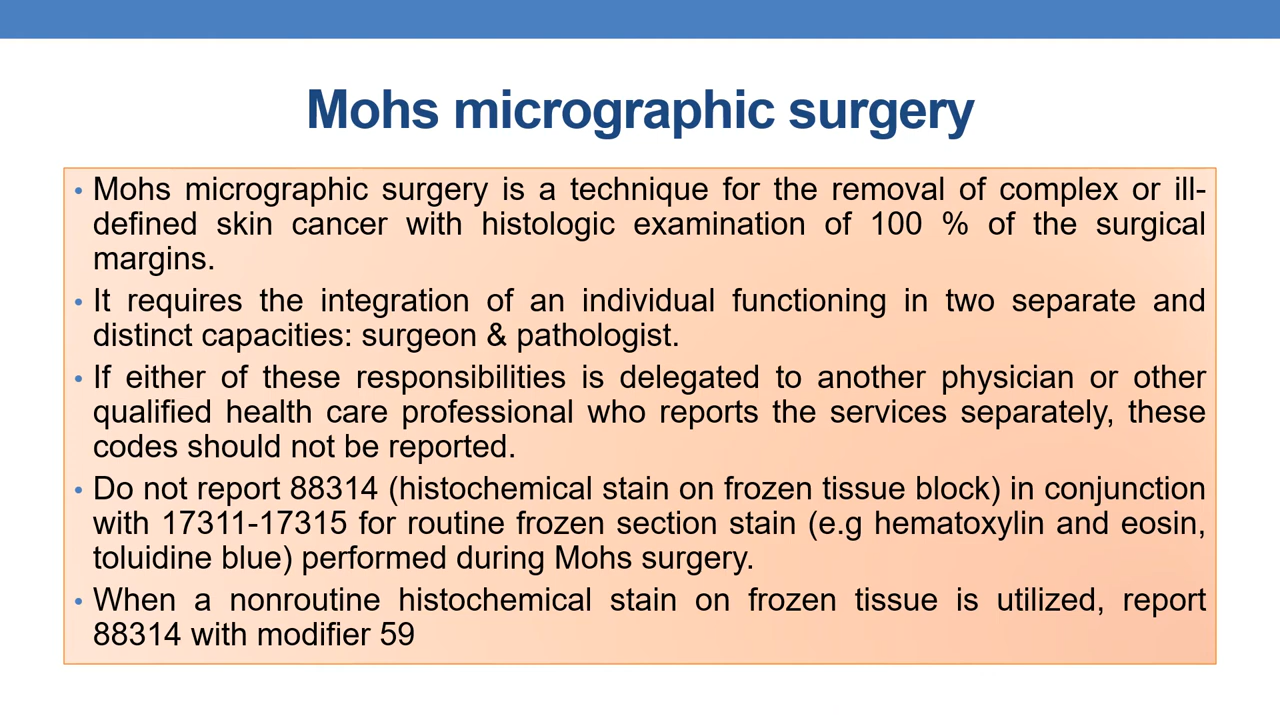 Mohs micrographic surgery
• Mohs micrographic surgery is a technique for the removal of complex or ill-
defined skin cancer with histologic examination of 100 % of the surgical
margins.
• It requires the integration of an individual functioning in two separate and
distinct capacities: surgeon & pathologist.
• If either of these responsibilities is delegated to another physician or other
qualified health care professional who reports the services separately, these
codes should not be reported.
• Do not report 88314 (histochemical stain on frozen tissue block) in conjunction
with 17311-17315 for routine frozen section stain (e.g hematoxylin and eosin,
toluidine blue) performed during Mohs surgery.
• When a nonroutine histochemical stain on frozen tissue is utilized, report
88314 with modifier 59